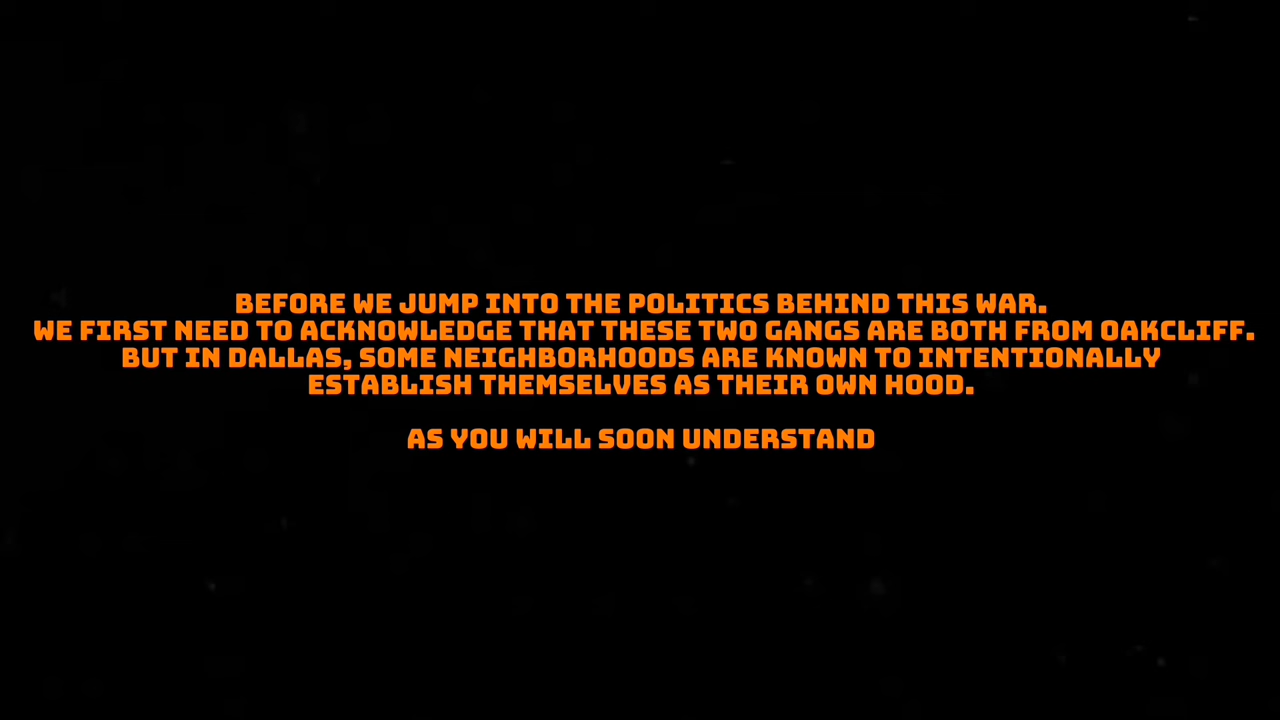 BEFORE WE JUMP INTO THE POLITICS BEHIND THIS WAR.
WE FIRST NEED TO ACKNOWLEDGE THAT THESE TWO GANGS ARE BOTH FROM OAKCLIFF.
BUT IN DALLAS, SOME NEIGHBORHOODS ARE KNOWN TO INTENTIONALLY
ESTABLISH THEMSELVES AS THEIR OWN HOOD.
AS YOU WILL SOON UNDERSTAND